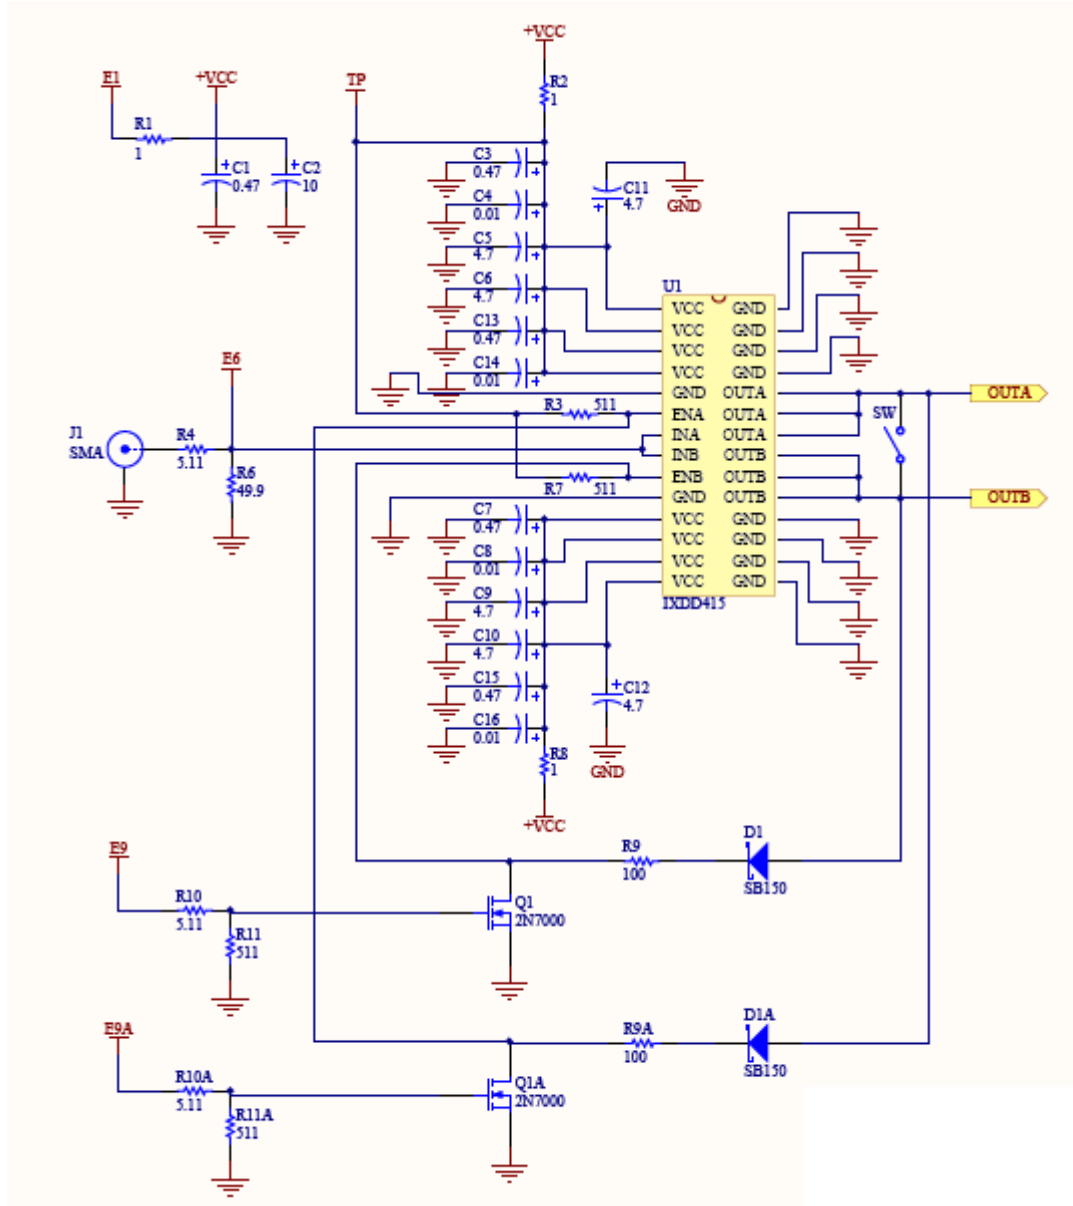 +VCC
E1
+VCC
TP
R2
1
R1
1
C1
0.47
C2
10
C3
0.47
C4
0.01
C5
4.7
C6
4.7
C13
0.47
C14
0.01
C11
4.7
GND
U1
VCC GND
VCC GND
VCC GND
VCC GND
GND OUTA
ENA OUTA
INA OUTA
INB OUTB
ENB OUTB
GND OUTB
VCC GND
VCC GND
VCC GND
VCC GND
IXDD415
OUTA
SW
OUTB
E6
R3 511
J1
SMA
R4
5.11
R6
49.9
R7 511
C7
0.47
C8
0.01
C9
4.7
C10
4.7
C15
0.47
C16
0.01
C12
4.7
GND
R8
1
+VCC
E9
R9
100
D1
SB150
R10
5.11
R11
511
Q1
2N7000
E9A
R9A
100
D1A
SB150
R10A
5.11
R11A
511
Q1A
2N7000